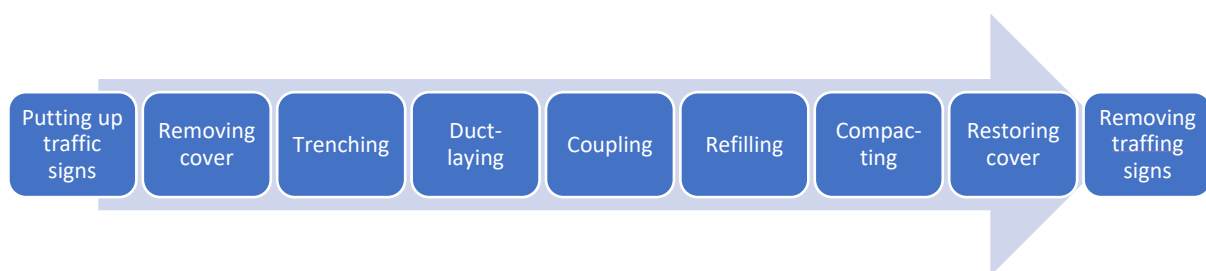 Putting up
traffic
signs
Removing
cover
Trenching
Duct-
laying
Coupling
Refilling
Compac-
ting
Restoring
cover
Removing
traffing
signs